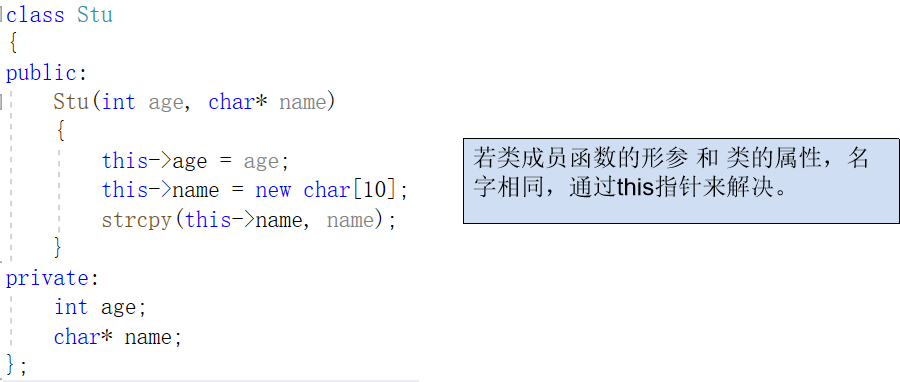 class Stu
{
public:
Stu(int age, char* name)
{
this->age = age;
this->name = new char[10];
strcpy(this->name, name);
}
private:
int age;
char* name;
};
若类成员函数的形参 和 类的属性，名
字相同，通过this指针来解决。